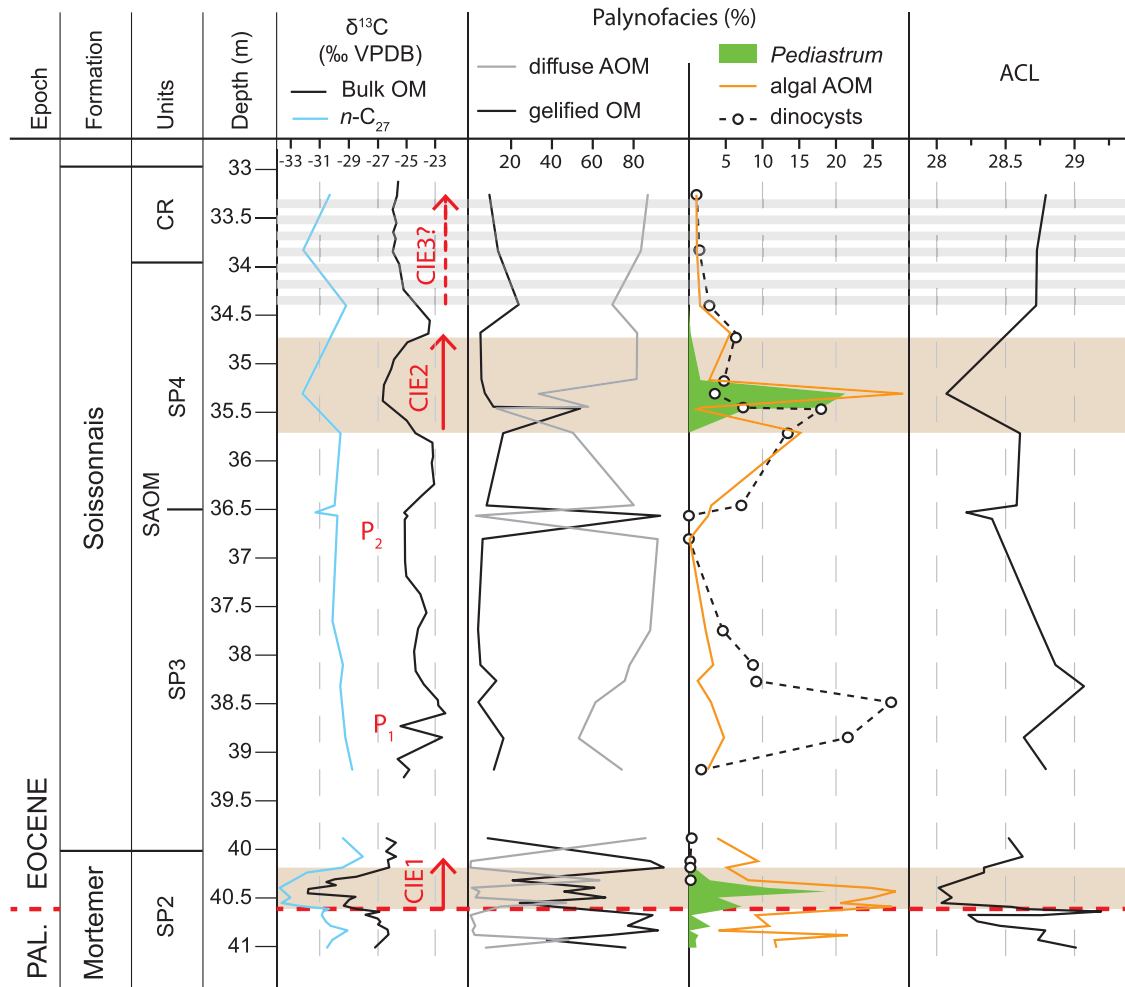 Palynofacies (%)
δ¹³C
(‰ VPDB)
Bulk OM
n-C₂₇
diffuse AOM
gelified OM
Pediastrum
algal AOM
dinocysts
ACL
Epoch
Formation
Units
Depth (m)
-33 -31 -29 -27 -25 -23
20 40 60 80
5 10 15 20 25
28 28.5 29
33
33.5
34
34.5
35
35.5
36
36.5
37
37.5
38
38.5
39
39.5
40
40.5
41
PAL.
EOCENE
Mortemer
Soissonnais
CR
SP4
SAOM
SP3
SP2
CIE3?
CIE2
P₂
P₁
CIE1